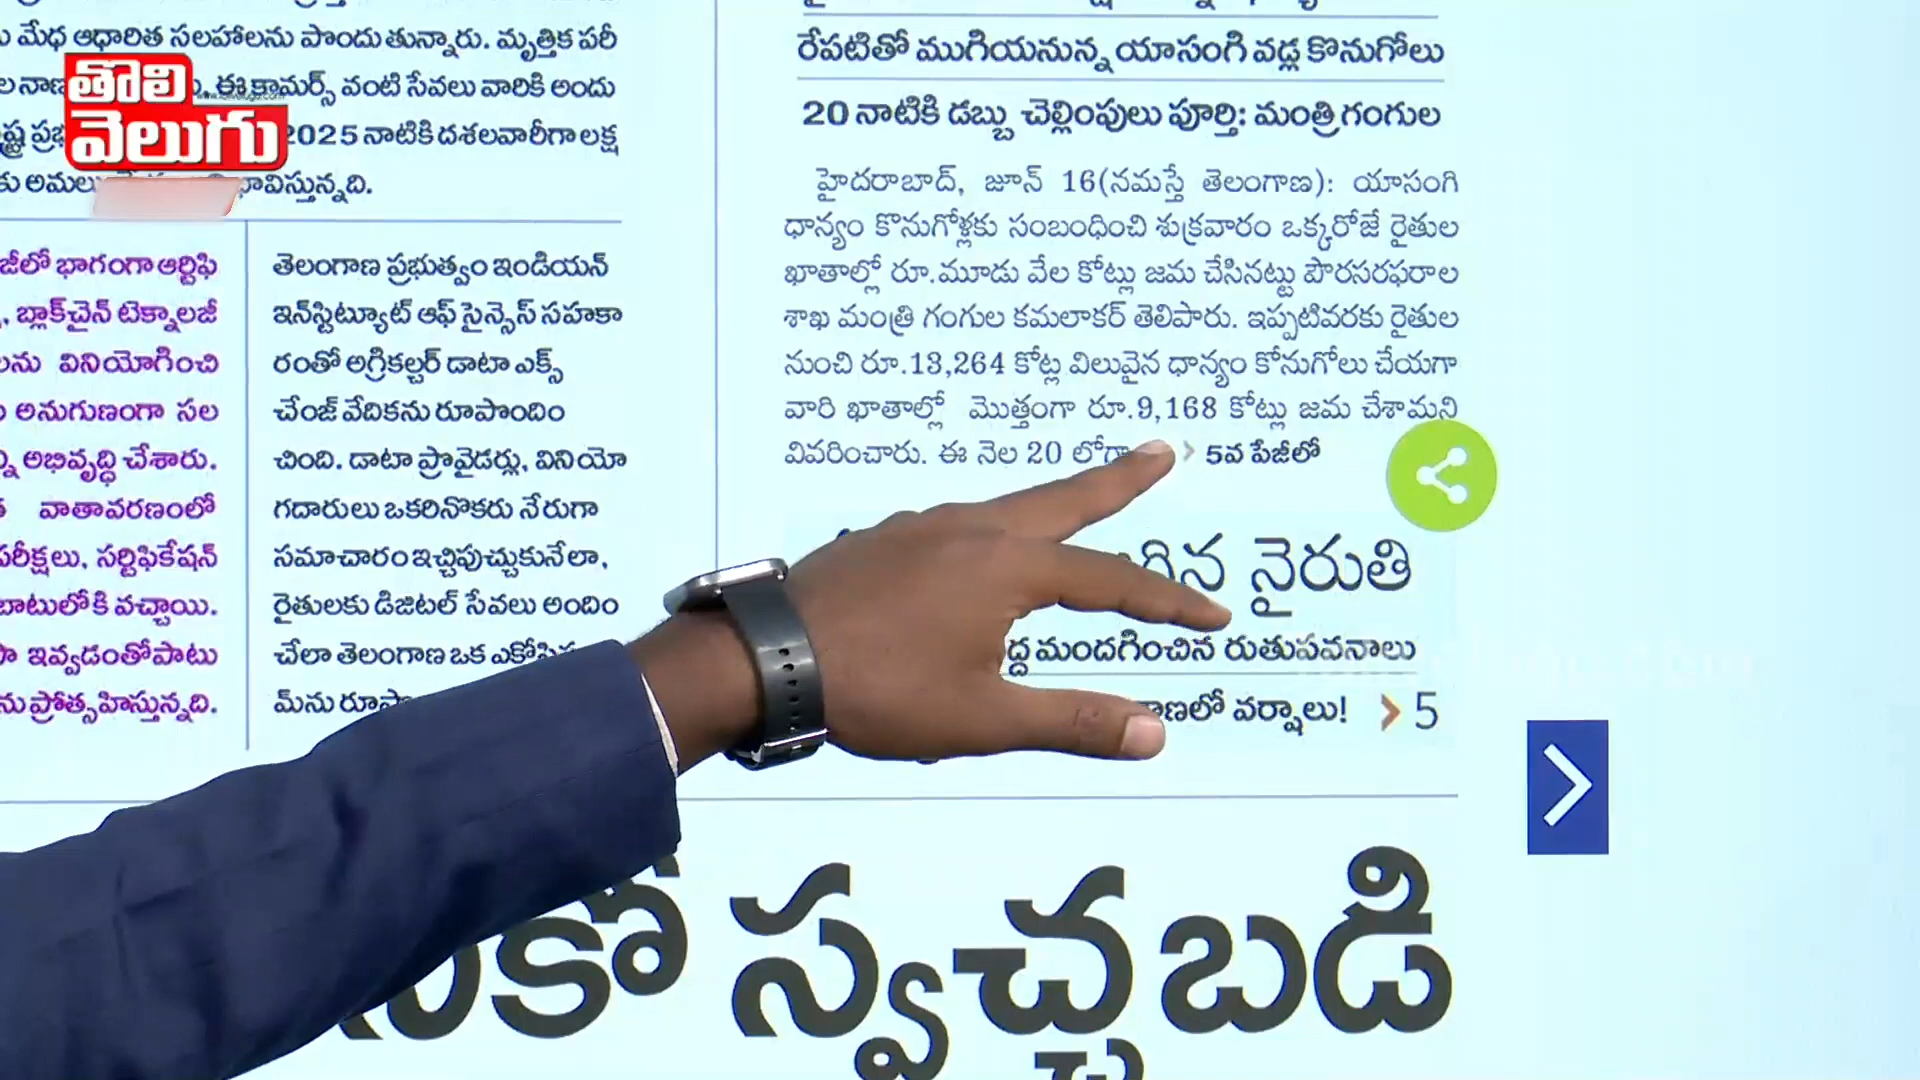 మేధ ఆధారిత సలహాలను పొందుతున్నారు. మృత్తిక పరీ
ఈ కామర్స్ వంటి సేవలు వారికి అందు
2025 నాటికి దశలవారీగా లక్ష
తొలి
వెలుగు
భాగంగా ఆర్టిఫి
బ్లాక్‌చైన్ టెక్నాలజీ
వినియోగించి
అనుగుణంగా సల
అభివృద్ధి చేశారు.
వాతావరణంలో
సర్టిఫికేషన్
వచ్చాయి.
ఇవ్వడంతోపాటు
ప్రోత్సహిస్తున్నది.
తెలంగాణ ప్రభుత్వం ఇండియన్
ఇన్‌స్టిట్యూట్ ఆఫ్ సైన్సెస్ సహకా
రంతో అగ్రికల్చర్ డాటా ఎక్స్
చేంజ్ వేదికను రూపొందిం
చింది. డాటా ప్రొవైడర్లు, వినియో
గదారులు ఒకరినొకరు నేరుగా
సమాచారం ఇచ్చిపుచ్చుకునేలా,
రైతులకు డిజిటల్ సేవలు అందిం
చేలా తెలంగాణ ఒక
మ్‌ను
రేపటితో ముగియనున్న యాసంగి వడ్ల కొనుగోలు
20 నాటికి డబ్బు చెల్లింపులు పూర్తి: మంత్రి గంగుల
హైదరాబాద్, జూన్ 16(నమస్తే తెలంగాణ): యాసంగి
ధాన్యం కొనుగోళ్లకు సంబంధించి శుక్రవారం ఒక్కరోజే రైతుల
ఖాతాల్లో రూ.మూడు వేల కోట్లు జమ చేసినట్టు పౌరసరఫరాల
శాఖ మంత్రి గంగుల కమలాకర్ తెలిపారు. ఇప్పటివరకు రైతుల
నుంచి రూ.13,264 కోట్ల విలువైన ధాన్యం కోనుగోలు చేయగా
వారి ఖాతాల్లో మొత్తంగా రూ.9,168 కోట్లు జమ చేశామని
వివరించారు. ఈ నెల 20 లోగా > 5వ పేజీలో
నైరుతి
మందగించిన రుతుపవనాలు
వర్షాలు! > 5
స్వచ్ఛబడి